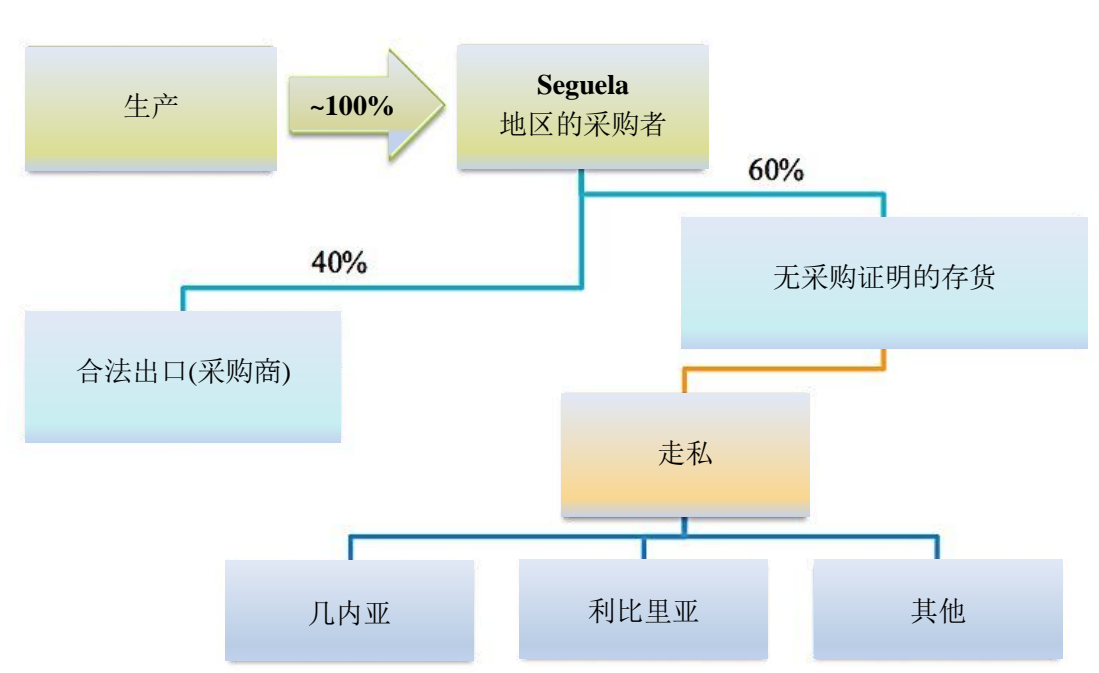 生产
~100%
Seguela
地区的采购者
60%
40%
无采购证明的存货
合法出口(采购商)
走私
几内亚
利比里亚
其他